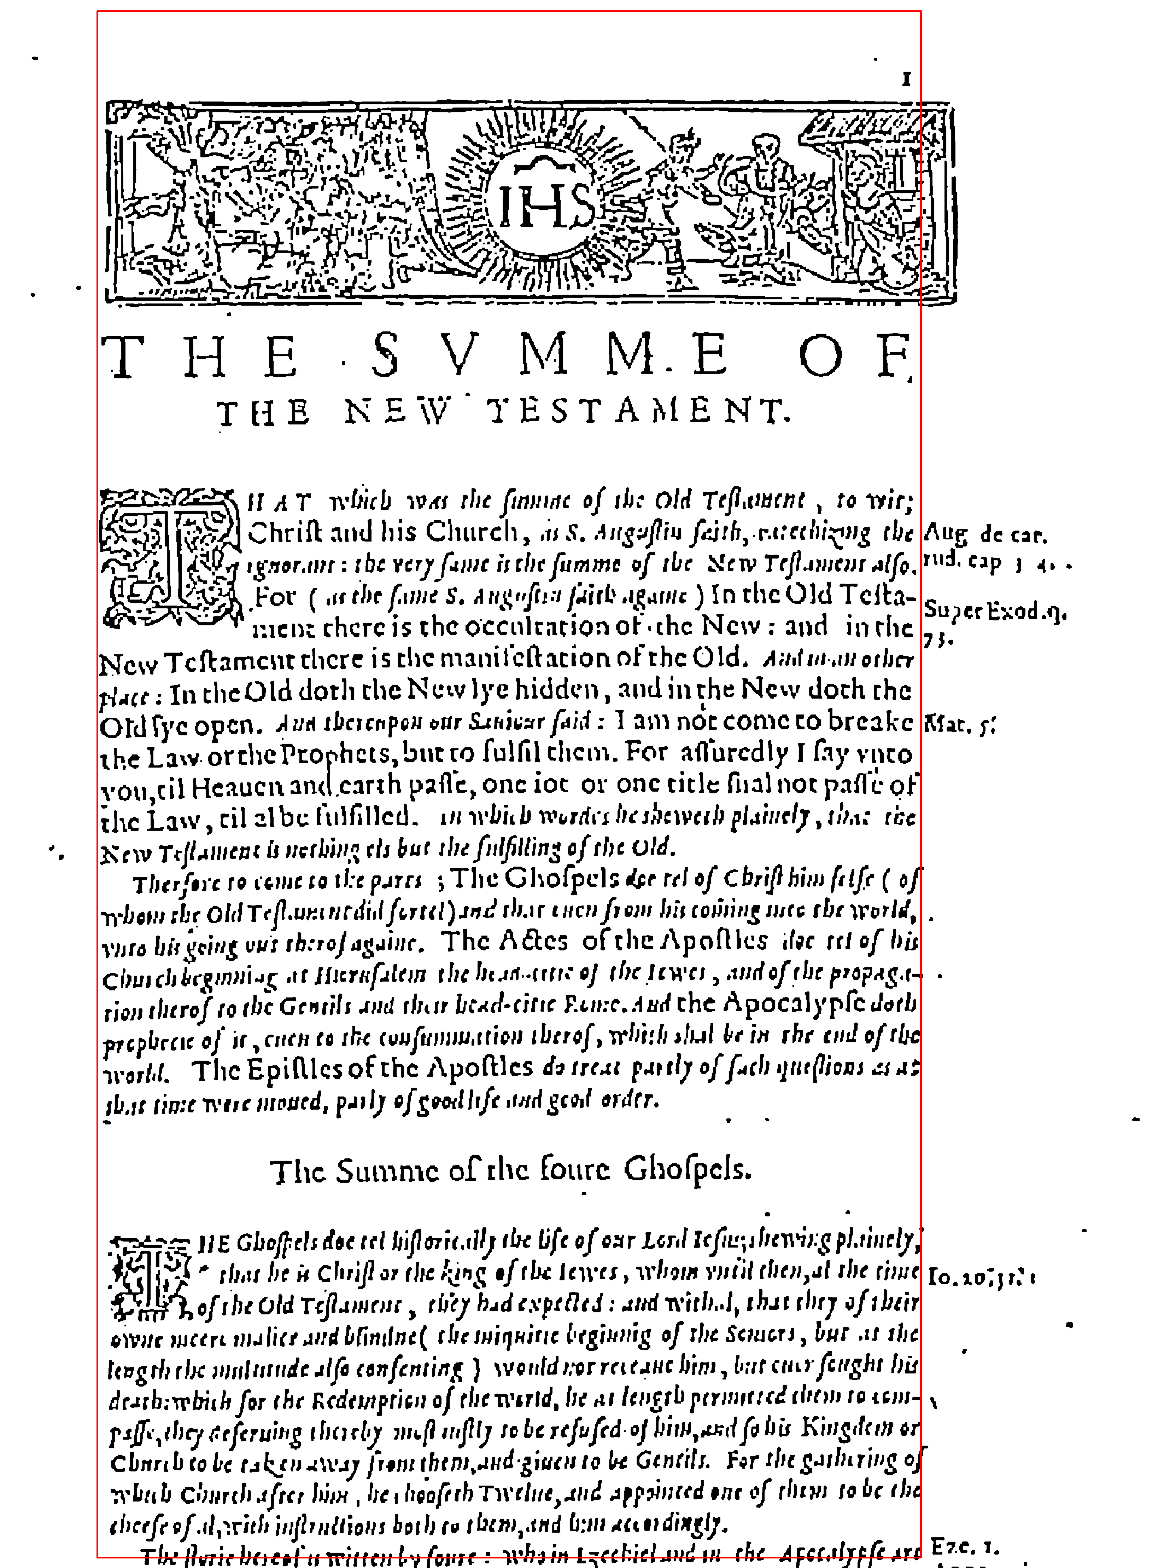 1
IHS
THE SVMME OF
THE NEW TESTAMENT.
THAT which was the summe of the Old Testament, to wit;
Chriſt and his Church, as S. Auguſtin ſaith, catechizing the
ignorant: the very ſame is the ſumme of the New Teſtament alſo.
For (as the ſame S. Auguſtin ſaith againe) In the Old Teſta-
ment there is the occultation of the New: and in the
New Teſtament there is the manifeſtation of the Old. And in an other
place: In the Old doth the New lye hidden, and in the New doth the
Old lye open. And therevpon our Sauiour ſaid: I am not come to breake
the Law or the Prophets, but to fulfil them. For aſſuredly I ſay vnto
you, til Heauen and earth paſſe, one iot or one title ſhal not paſſe of
the Law, til al be fulfilled. In which wordes he sheweth plainely, that the
New Teſtament is nothing els but the fulfilling of the Old.
Therfore to come to the parts; The Ghoſpels doe tel of Chriſt him ſelfe (of
whom the Old Teſtament did fortel) and that euen from his coming into the world,
vnto his going out therof againe. The Actes of the Apoſtles doe tel of his
Church beginning at Hieruſalem the head-citie of the Iewes, and of the propaga-
tion therof to the Gentils and their head-citie Rome. And the Apocalypſe doth
prophecie of it, euen to the conſummation therof, which shal be in the end of the
world. The Epiſtles of the Apoſtles do treat partly of ſuch queſtions as at
that time were moued, partly of good life and good order.
The Summe of the foure Ghoſpels.
THE Ghoſpels doe tel hiſtorically the life of our Lord Ieſus, shewing plainely,
that he is Chriſt or the king of the Iewes, whom vntil then, al the time
of the Old Teſtament, they had expected: and withal, that they of their
owne meere malice and blindnes (the iniquitie beginnig of the Seniors, but at the
length the multitude alſo conſenting) would not receaue him, but euer ſought his
death: which for the Redemption of the world, he at length permitted them to com-
paſſe, they deſeruing thereby moſt iuſtly to be refuſed of him, and ſo his Kingdom or
Church to be taken away from them, and giuen to be Gentils. For the gathering of
which Church after him, he chooſeth Twelue, and appointed one of them to be the
cheefe of al, with inſtructions both to them, and him accordingly.
The ſtorie hereof is written by foure: who in Ezechiel and in the Apocalypſe are
Aug de cat.
rud. cap 3 4.
Super Exod. q.
73.
Mat. 5.
Io. 10, 31.
Eze. 1.